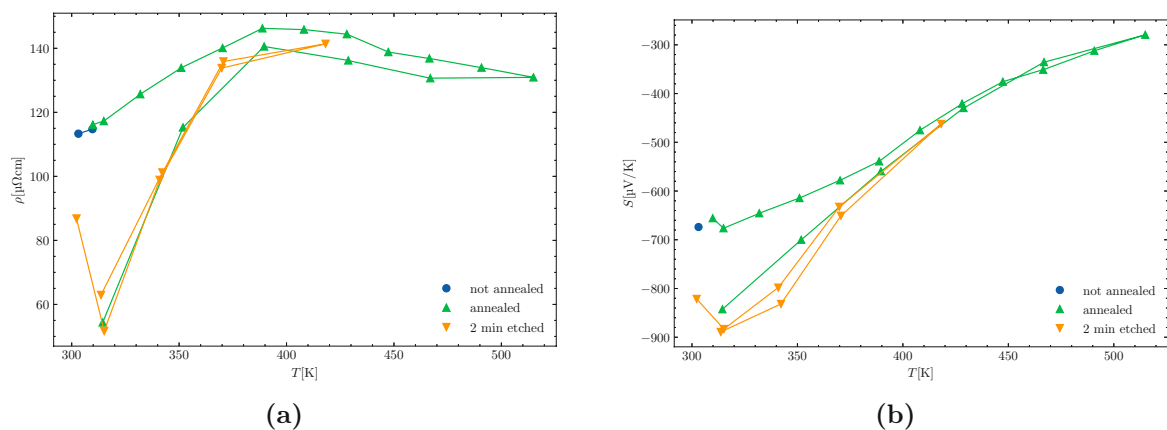 140
120
100
80
60
ρ[μΩcm]
300
350
400
450
500
T[K]
not annealed
annealed
2 min etched
(a)
−300
−400
−500
−600
−700
−800
−900
S[μV/K]
300
350
400
450
500
T[K]
not annealed
annealed
2 min etched
(b)